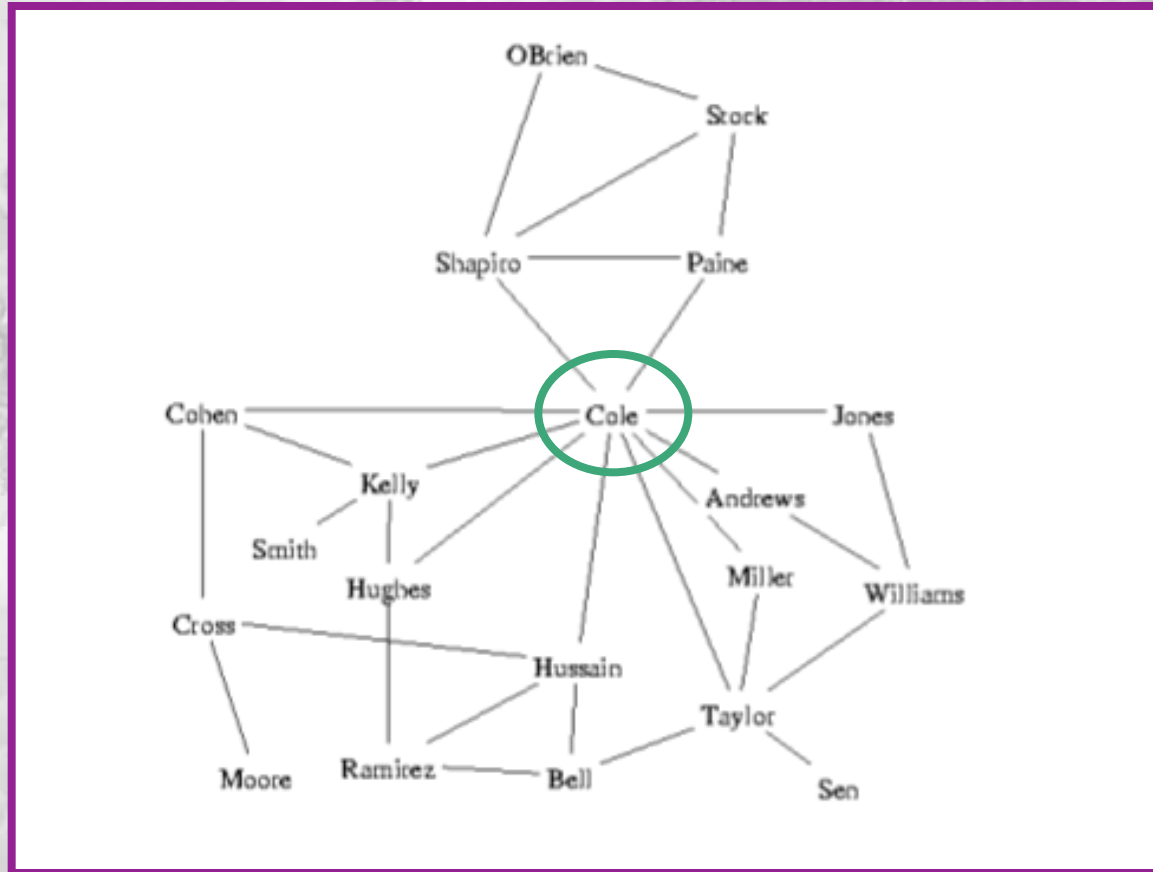 OBrien
Stock
Shapiro Paine
Cohen Cole Jones
Kelly
Andrews
Smith
Miller
Hughes
Williams
Cross
Hussain
Taylor
Ramirez
Moore
Bell
Sen